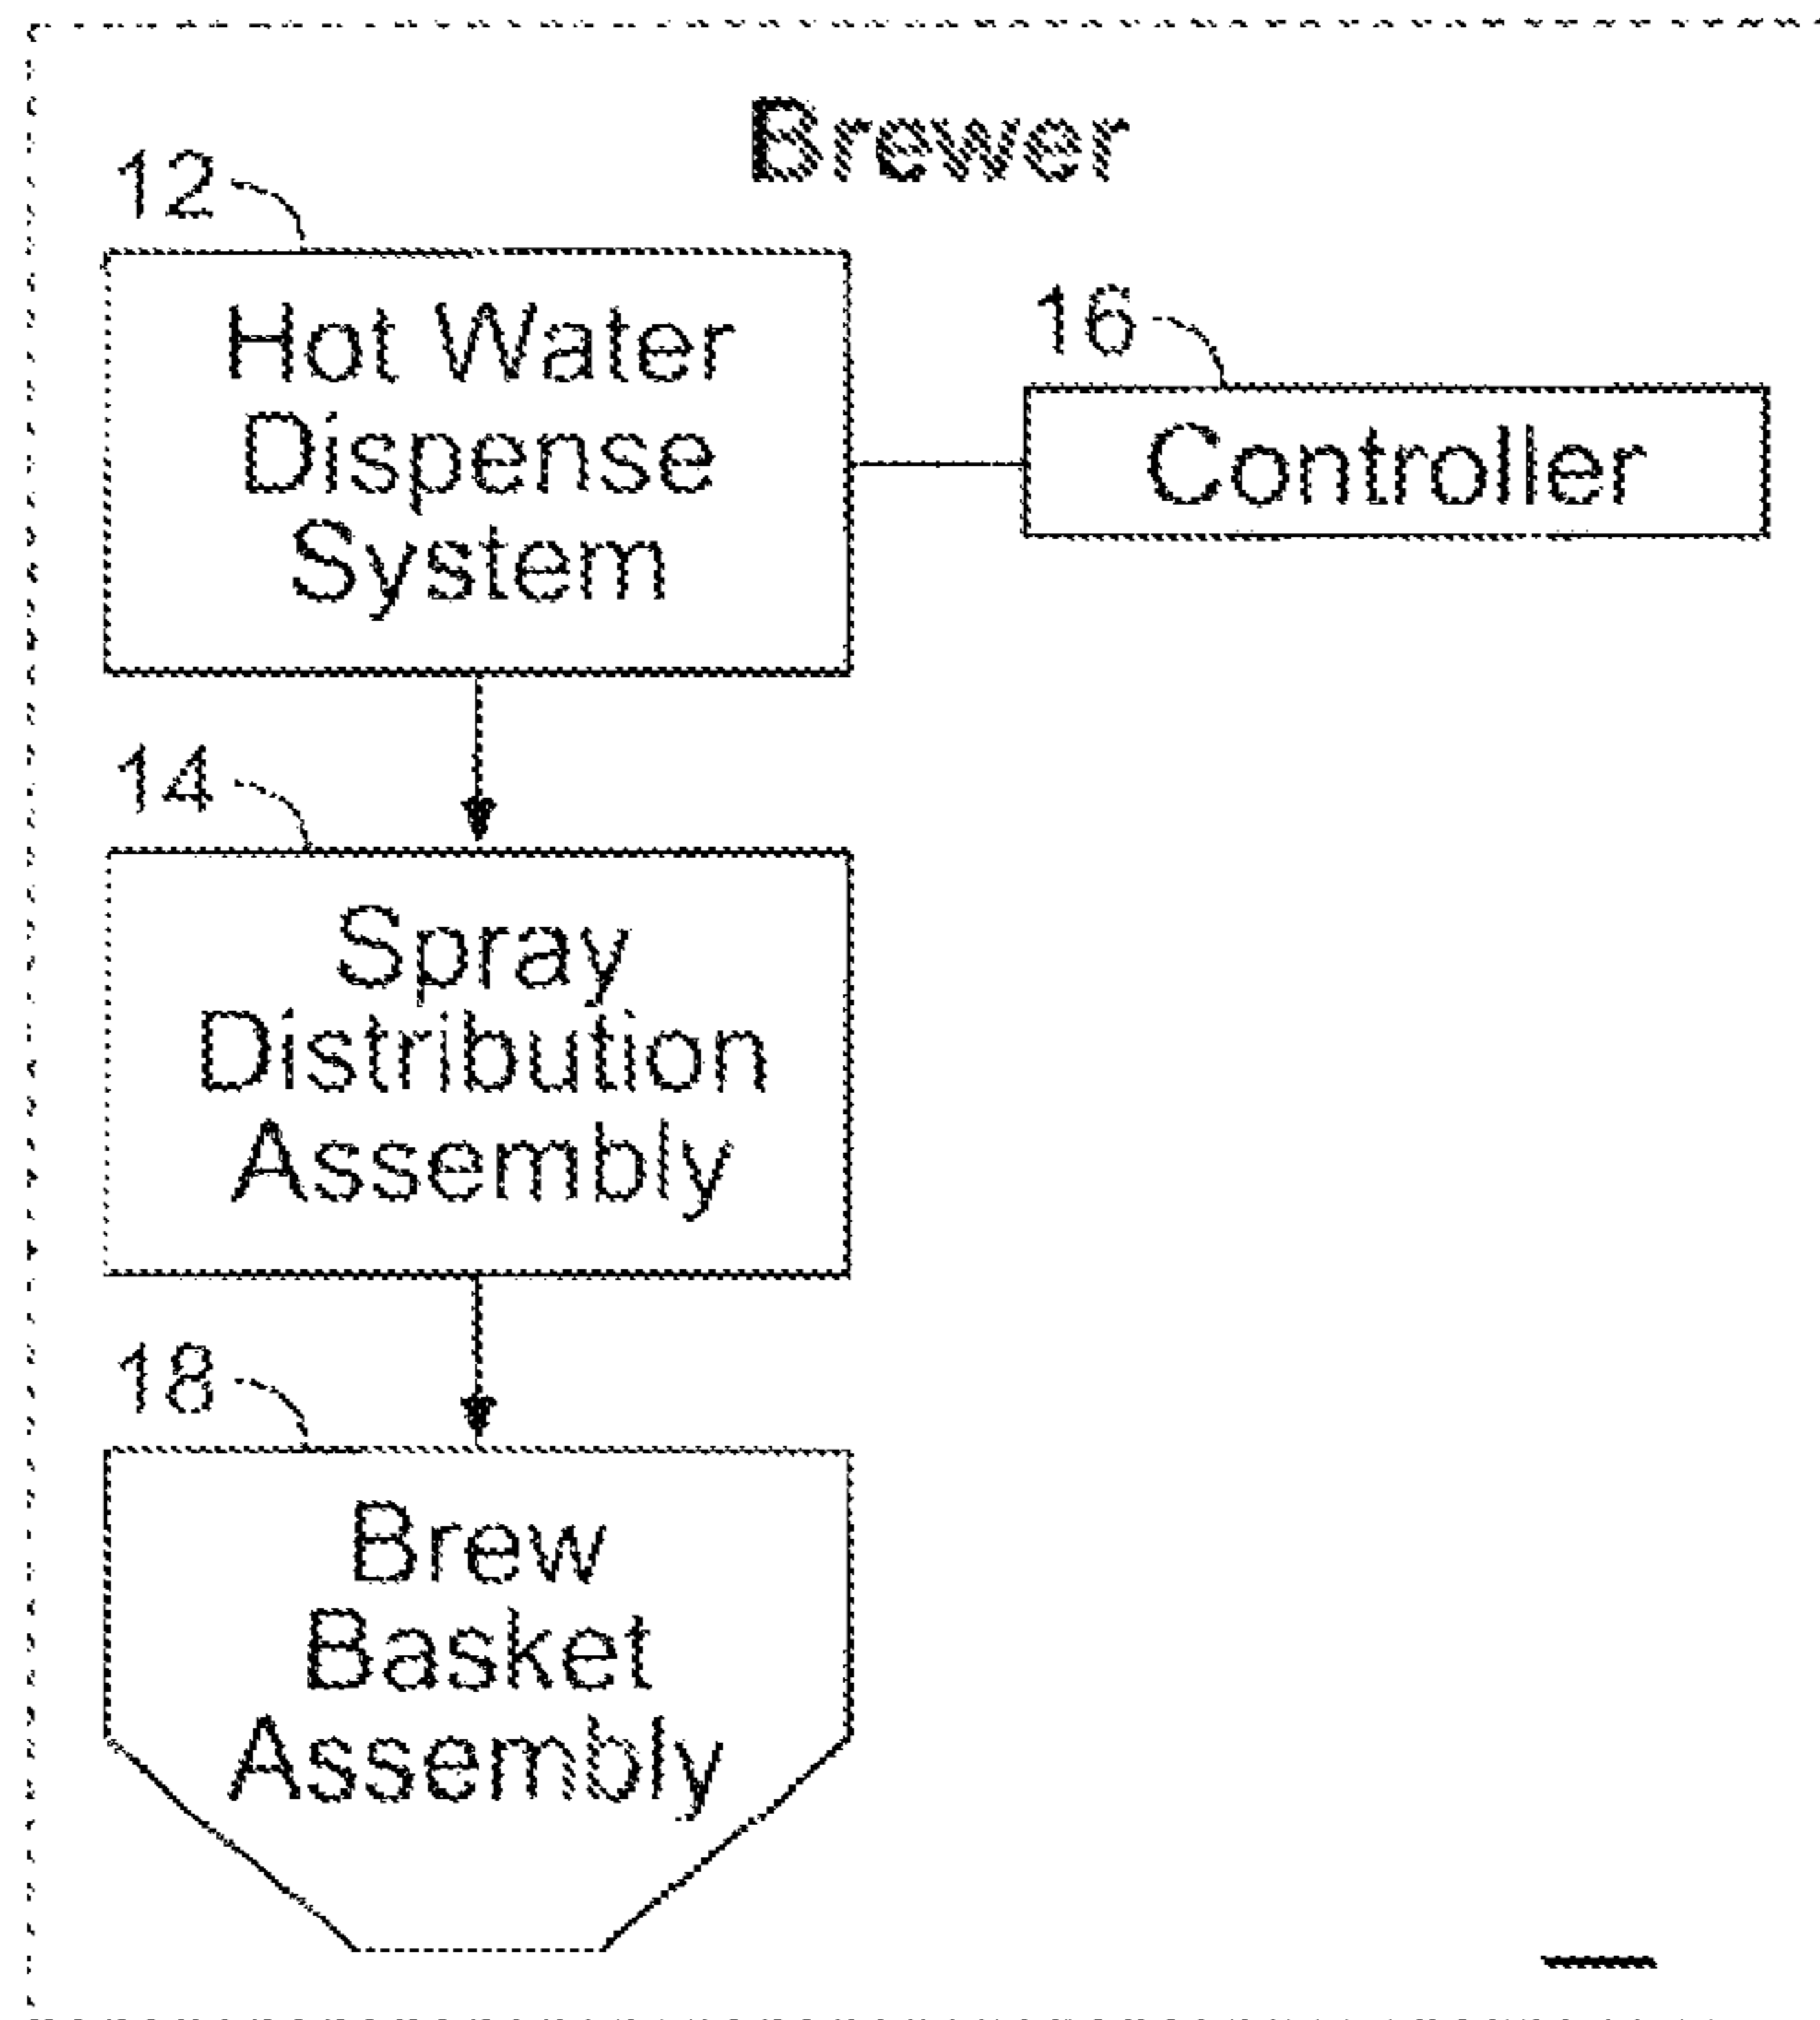 Brewer
12
Hot Water
Dispense
System
16
Controller
14
Spray
Distribution
Assembly
18
Brew
Basket
Assembly